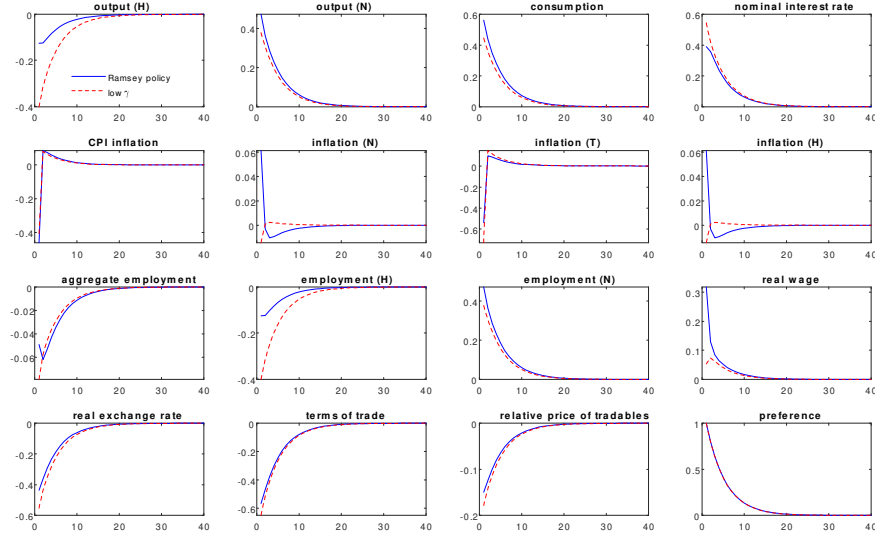 output (H) output (N) consumption nominal interest rate
0 -0.2 -0.4 0 10 20 30 40
Ramsey policy
low γ
0.4 0.2 0 0 10 20 30 40
0.6 0.4 0.2 0 0 10 20 30 40
0.6 0.4 0.2 0 0 10 20 30 40
CPI inflation inflation (N) inflation (T) inflation (H)
0 -0.2 -0.4 0 10 20 30 40
0.06 0.04 0.02 0 0 10 20 30 40
0 -0.2 -0.4 -0.6 0 10 20 30 40
0.06 0.04 0.02 0 0 10 20 30 40
aggregate employment employment (H) employment (N) real wage
0 -0.02 -0.04 -0.06 0 10 20 30 40
0 -0.2 -0.4 0 10 20 30 40
0.4 0.2 0 0 10 20 30 40
0.3 0.2 0.1 0 0 10 20 30 40
real exchange rate terms of trade relative price of tradables preference
0 -0.2 -0.4 -0.6 0 10 20 30 40
0 -0.2 -0.4 -0.6 0 10 20 30 40
0 -0.1 -0.2 0 10 20 30 40
1 0.5 0 0 10 20 30 40